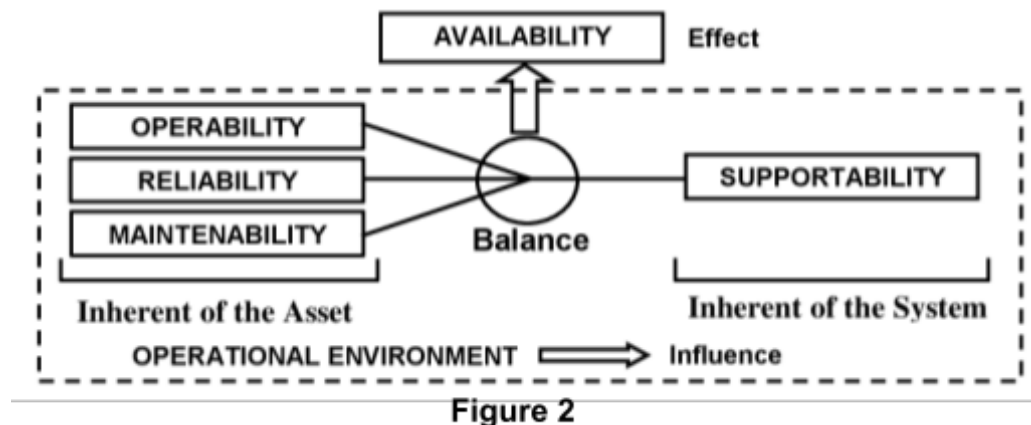 AVAILABILITY Effect
OPERABILITY
RELIABILITY SUPPORTABILITY
MAINTENABILITY
Balance
Inherent of the Asset Inherent of the System
OPERATIONAL ENVIRONMENT Influence
Figure 2